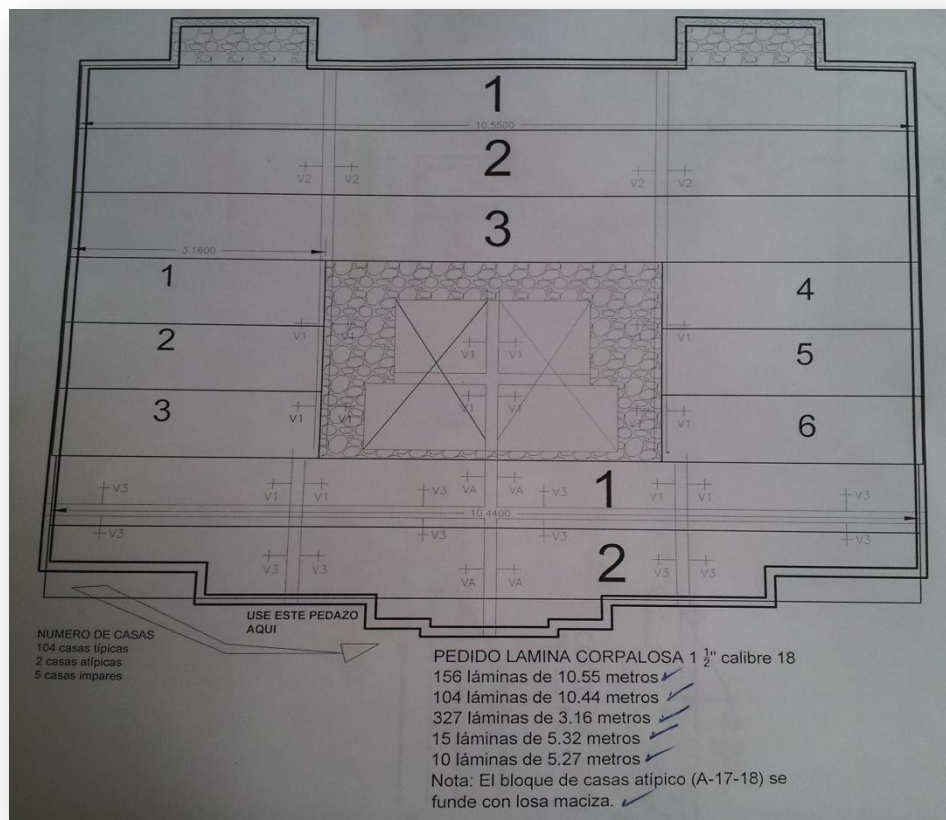 1
10.5500
2
V2 V2 V2 V2
3
3.1600
1 4
V1 V1 V1 V1 V1 V1
2 5
V1 V1 V1 V1 V1 V1
3 6
V3 V1 V1 V3 VA VA V3 1 V1 V1 V3
10.4400
V3 V3 V3 V3
V3 V3 VA VA 2 V3 V3
USE ESTE PEDAZO
AQUI
NUMERO DE CASAS
104 casas típicas
2 casas atípicas
5 casas impares
PEDIDO LAMINA CORPALOSA 1 ½" calibre 18
156 láminas de 10.55 metros
104 láminas de 10.44 metros
327 láminas de 3.16 metros
15 láminas de 5.32 metros
10 láminas de 5.27 metros
Nota: El bloque de casas atípico (A-17-18) se
funde con losa maciza.